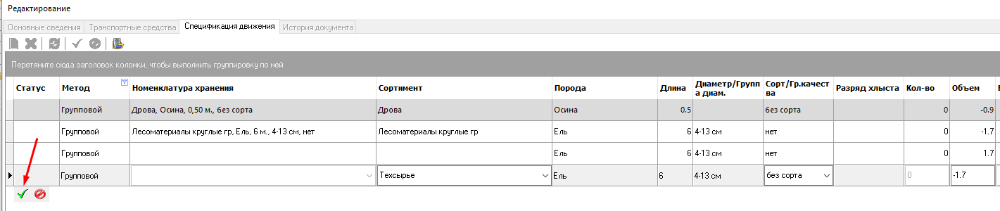 Редактирование
Основные сведения Транспортные средства Спецификация движения История документа
Перетяните сюда заголовок колонки, чтобы выполнить группировку по ней
Статус Метод Номенклатура хранения Сортимент Порода Длина Диаметр/Групп а диам. Сорт/Гр.качест ва Разряд хлыста Кол-во Объем
Групповой Дрова, Осина, 0,50 м., без сорта Дрова Осина 0.5 без сорта 0 -0.9
Групповой Лесоматериалы круглые гр, Ель, 6 м., 4-13 см, нет Лесоматериалы круглые гр Ель 6 4-13 см нет 0 -1.7
Групповой Ель 6 4-13 см нет 0 1.7
Групповой Техсырье Ель 6 4-13 см без сорта 0 -1.7